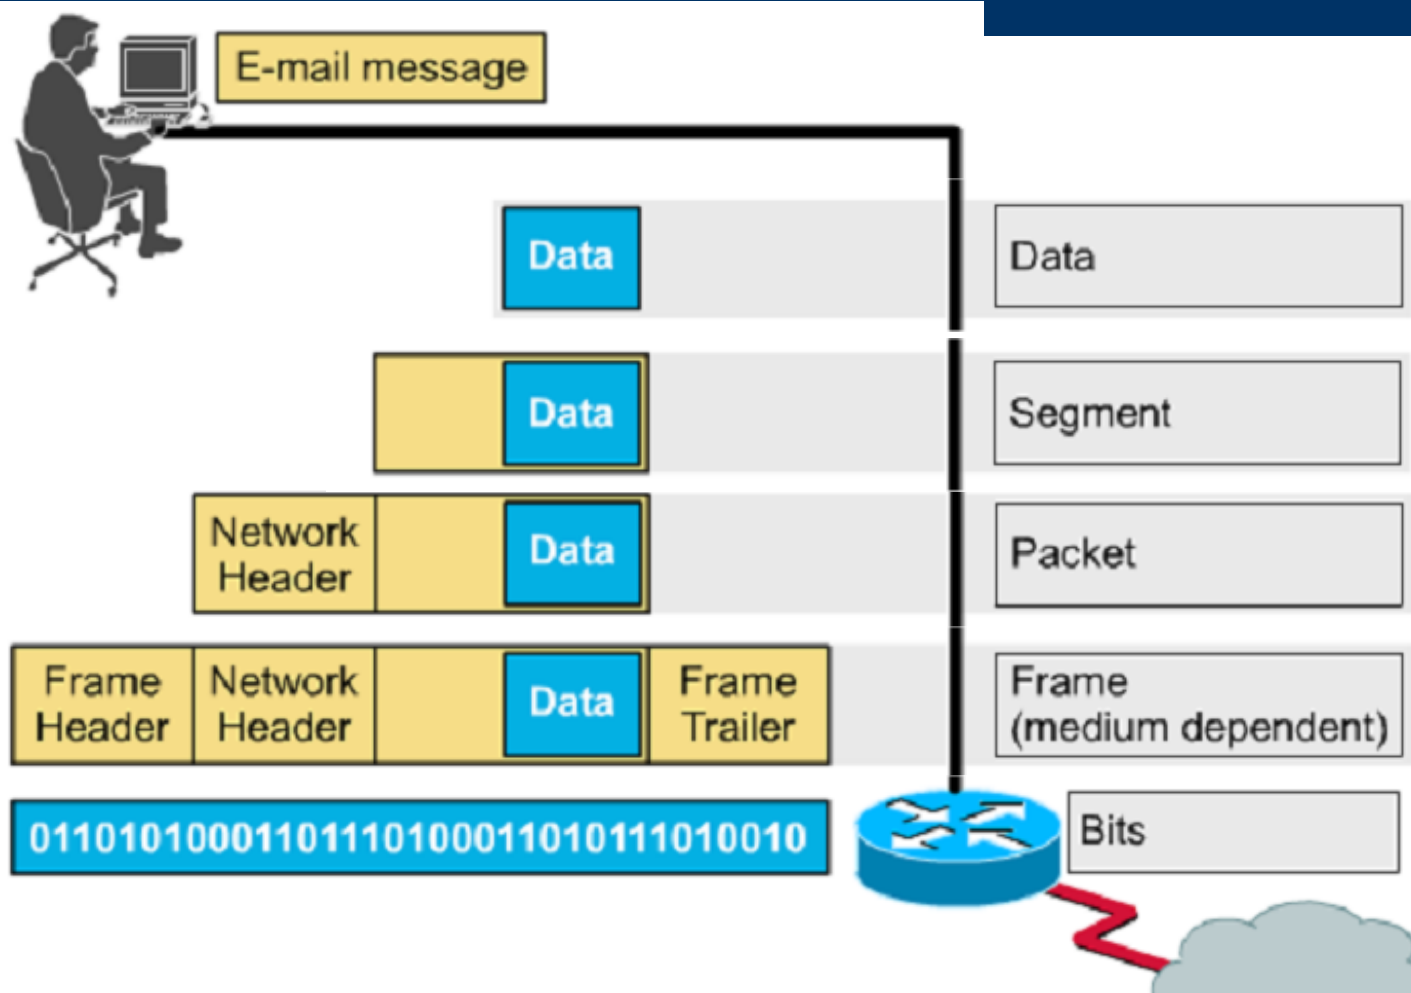 E-mail message
Data
Data
Data
Segment
Network
Header
Data
Packet
Frame
Header
Network
Header
Data
Frame
Trailer
Frame
(medium dependent)
01101010001101110100011010111010010
Bits